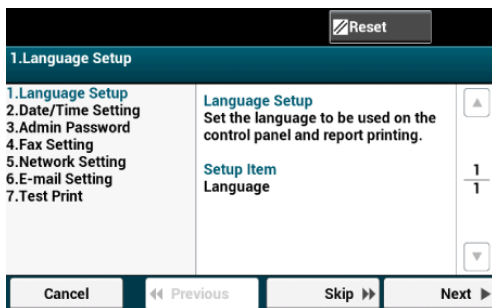 Reset
1.Language Setup
1.Language Setup
2.Date/Time Setting
3.Admin Password
4.Fax Setting
5.Network Setting
6.E-mail Setting
7.Test Print
Language Setup
Set the language to be used on the
control panel and report printing.
Setup Item
Language
1
1
Cancel
Previous
Skip
Next